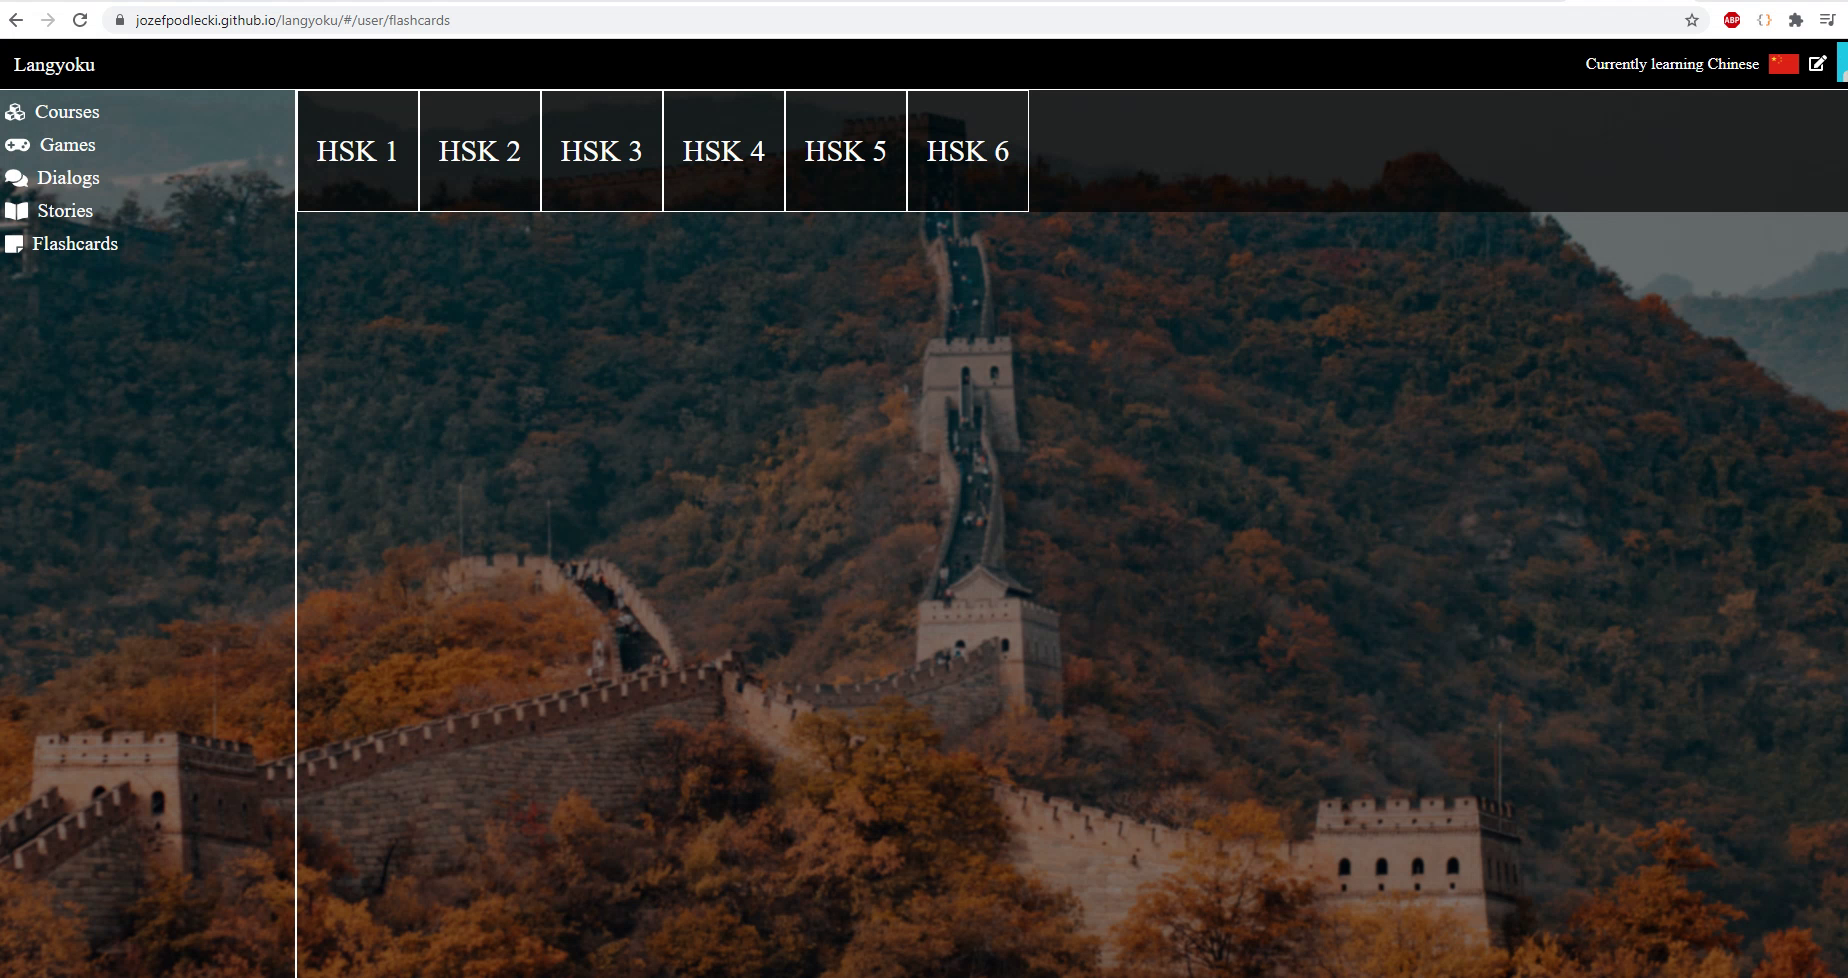 jozefpodlecki.github.io/langyoku/#/user/flashcards
ABP
Langyoku
Currently learning Chinese
Courses
Games
Dialogs
Stories
Flashcards
HSK 1
HSK 2
HSK 3
HSK 4
HSK 5
HSK 6